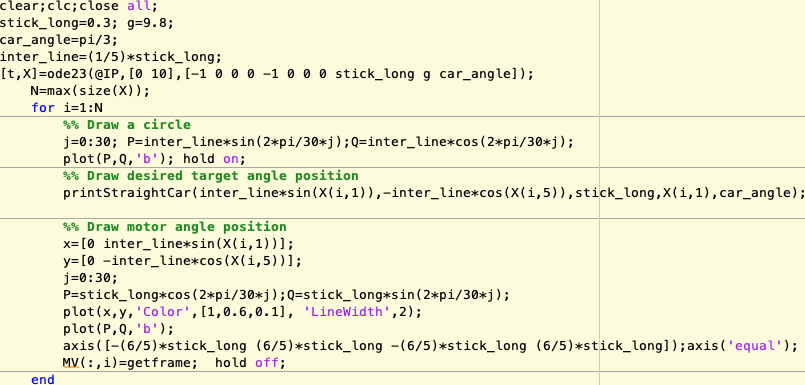 clear;clc;close all;
stick_long=0.3; g=9.8;
car_angle=pi/3;
inter_line=(1/5)*stick_long;
[t,X]=ode23(@IP,[0 10],[-1 0 0 0 -1 0 0 0 stick_long g car_angle]);
N=max(size(X));
for i=1:N
%% Draw a circle
j=0:30; P=inter_line*sin(2*pi/30*j);Q=inter_line*cos(2*pi/30*j);
plot(P,Q,'b'); hold on;
%% Draw desired target angle position
printStraightCar(inter_line*sin(X(i,1)),-inter_line*cos(X(i,5)),stick_long,X(i,1),car_angle);
%% Draw motor angle position
x=[0 inter_line*sin(X(i,1))];
y=[0 -inter_line*cos(X(i,5))];
j=0:30;
P=stick_long*cos(2*pi/30*j);Q=stick_long*sin(2*pi/30*j);
plot(x,y,'Color',[1,0.6,0.1], 'LineWidth',2);
plot(P,Q,'b');
axis([-(6/5)*stick_long (6/5)*stick_long -(6/5)*stick_long (6/5)*stick_long]);axis('equal');
MV(:,i)=getframe;  hold off;
end